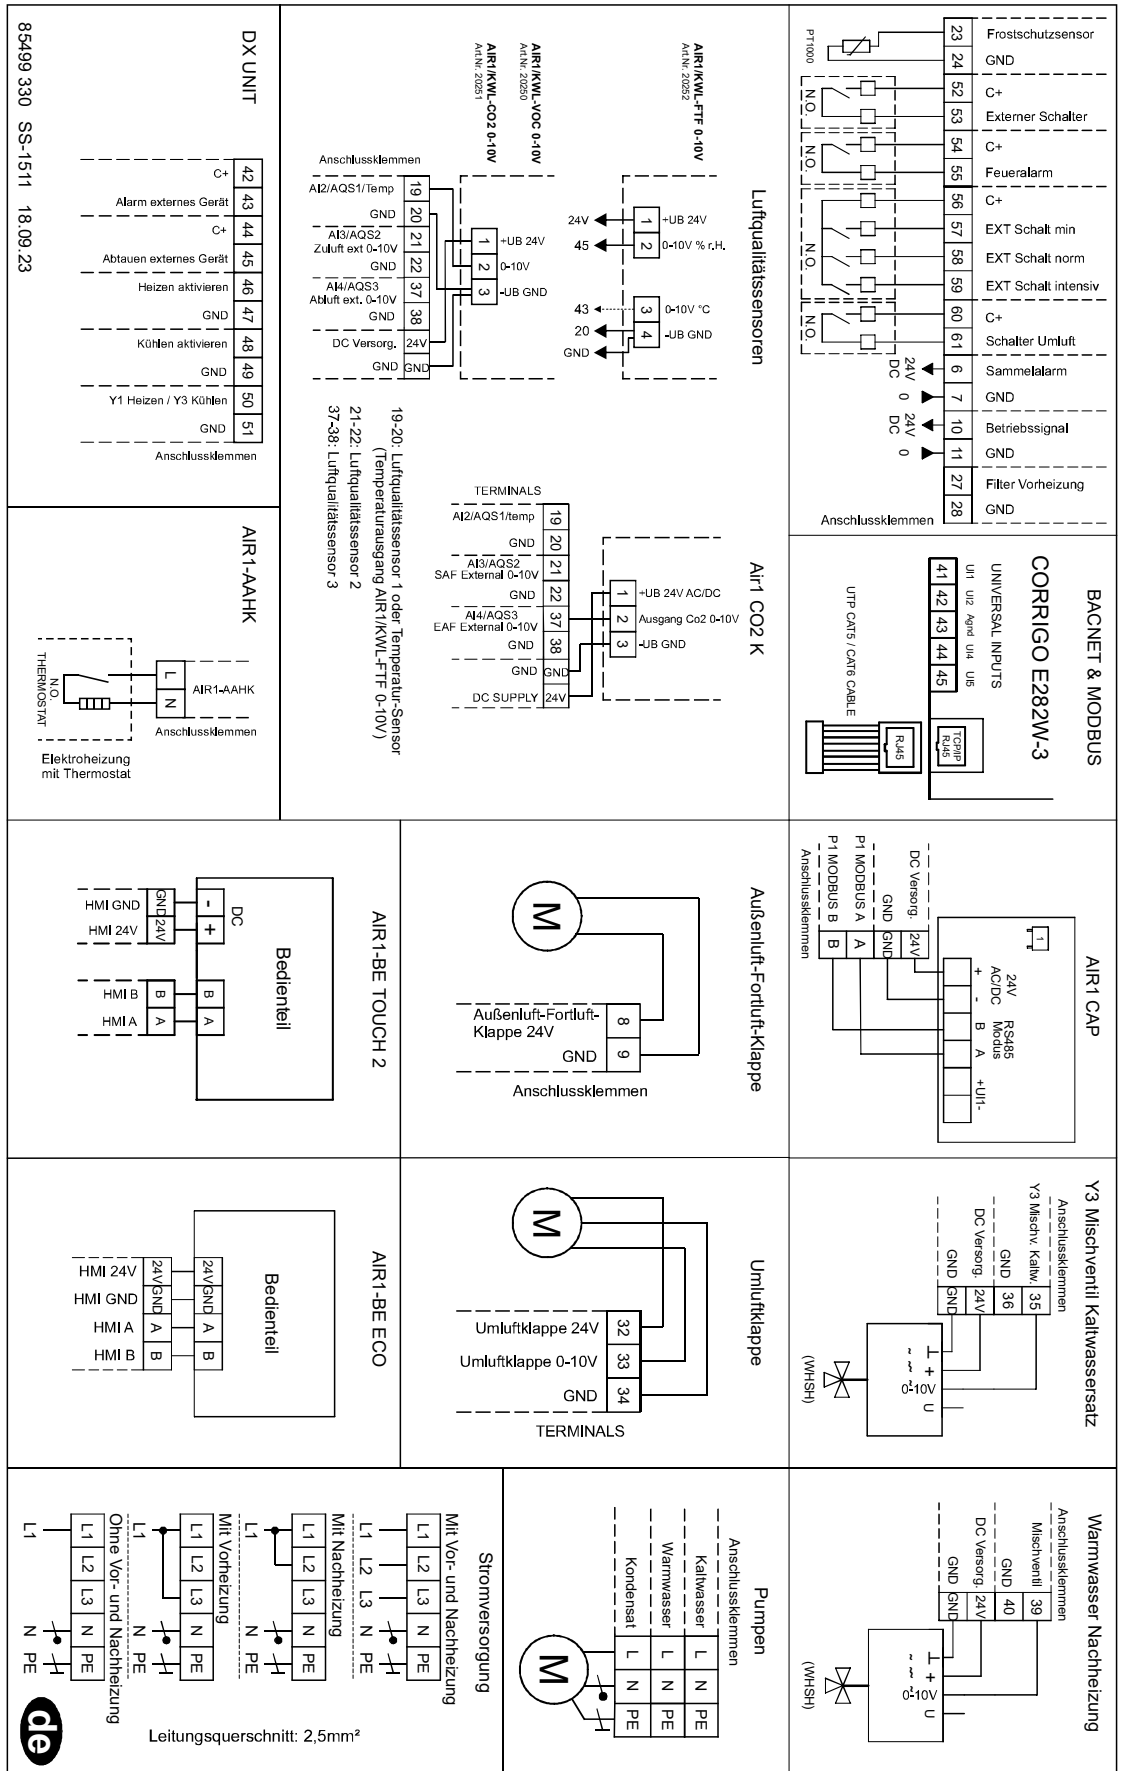 23 Frostschutzsensor
24 GND
PT1000
52 C+
53 Externer Schalter
N.O.
54 C+
55 Feueralarm
N.O.
56 C+
57 EXT Schalt min
58 EXT Schalt norm
59 EXT Schalt intensiv
N.O.
60 C+
61 Schalter Umluft
N.O.
6 Sammelalarm
24V
DC
7 GND
0
10 Betriebssignal
24V
DC
11 GND
0
27 Filter Vorheizung
28 GND
Anschlussklemmen
Luftqualitätssensoren
AIR1/KWL-FTF 0-10V
Art.Nr. 20252
24V 1 +UB 24V
45 2 0-10V % r.H.
43 3 0-10V °C
20 4 -UB GND
GND
AIR1/KWL-VOC 0-10V
Art.Nr. 20250
AIR1/KWL-CO2 0-10V
Art.Nr. 20251
Anschlussklemmen
AI2/AQS1/Temp 19
GND 20
AI3/AQS2
Zuluft ext 0-10V 21
GND 22
AI4/AQS3
Abluft ext. 0-10V 37
GND 38
DC Versorg. 24V
GND GND
1 +UB 24V
2 0-10V
3 -UB GND
19-20: Luftqualitätssensor 1 oder Temperatur-Sensor
(Temperaturausgang AIR1/KWL-FTF 0-10V)
21-22: Luftqualitätssensor 2
37-38: Luftqualitätssensor 3
Air1 CO2 K
TERMINALS
AI2/AQS1/temp 19
GND 20
AI3/AQS2
SAF External 0-10V 21
GND 22
AI4/AQS3
EAF External 0-10V 37
GND 38
GND GND
DC SUPPLY 24V
1 +UB 24V AC/DC
2 Ausgang Co2 0-10V
3 -UB GND
DX UNIT
C+ 42
Alarm externes Gerät 43
C+ 44
Abtauen externes Gerät 45
Heizen aktivieren 46
GND 47
Kühlen aktivieren 48
GND 49
Y1 Heizen / Y3 Kühlen 50
GND 51
Anschlussklemmen
85499 330 SS-1511 18.09.23
AIR1-AAHK
L
N
AIR1-AAHK
Anschlussklemmen
N.O.
THERMOSTAT
Elektroheizung
mit Thermostat
BACNET & MODBUS
CORRIGO E282W-3
UNIVERSAL INPUTS
UI1 UI2 Agnd UI4 UI5
41 42 43 44 45
TCP/IP
RJ45
RJ45
UTP CAT5 / CAT6 CABLE
AIR1 CAP
1
24V
AC/DC
RS485
Modus
+ - B A +UI1-
DC Versorg. 24V
GND GND
P1 MODBUS A A
P1 MODBUS B B
Anschlussklemmen
Außenluft-Fortluft-Klappe
M
Außenluft-Fortluft-
Klappe 24V 8
GND 9
Anschlussklemmen
AIR1-BE TOUCH 2
Bedienteil
DC
- +
HMI GND GND
HMI 24V 24V
HMI B B B
HMI A A A
Y3 Mischventil Kaltwassersatz
Anschlussklemmen
Y3 Mischv. Kaltw. 35
GND 36
DC Versorg. 24V
GND GND
⊥ + 0-10V U
~ ~ ~
(WHSH)
Umluftklappe
M
Umluftklappe 24V 32
Umluftklappe 0-10V 33
GND 34
TERMINALS
AIR1-BE ECO
Bedienteil
HMI 24V 24V 24V
HMI GND GND GND
HMI A A A
HMI B B B
Warmwasser Nachheizung
Anschlussklemmen
Mischventil 39
GND 40
DC Versorg. 24V
GND GND
⊥ + 0-10V U
~ ~ ~
(WHSH)
Pumpen
Anschlussklemmen
Kaltwasser L N PE
Warmwasser L N PE
Kondensat L N PE
M
Stromversorgung
Mit Vor- und Nachheizung
L1 L2 L3 N PE
L1 L2 L3 N PE
Mit Nachheizung
L1 L2 L3 N PE
L1 N PE
Mit Vorheizung
L1 L2 L3 N PE
L1 N PE
Ohne Vor- und Nachheizung
L1 L2 L3 N PE
L1 N PE
Leitungsquerschnitt: 2,5mm²
de